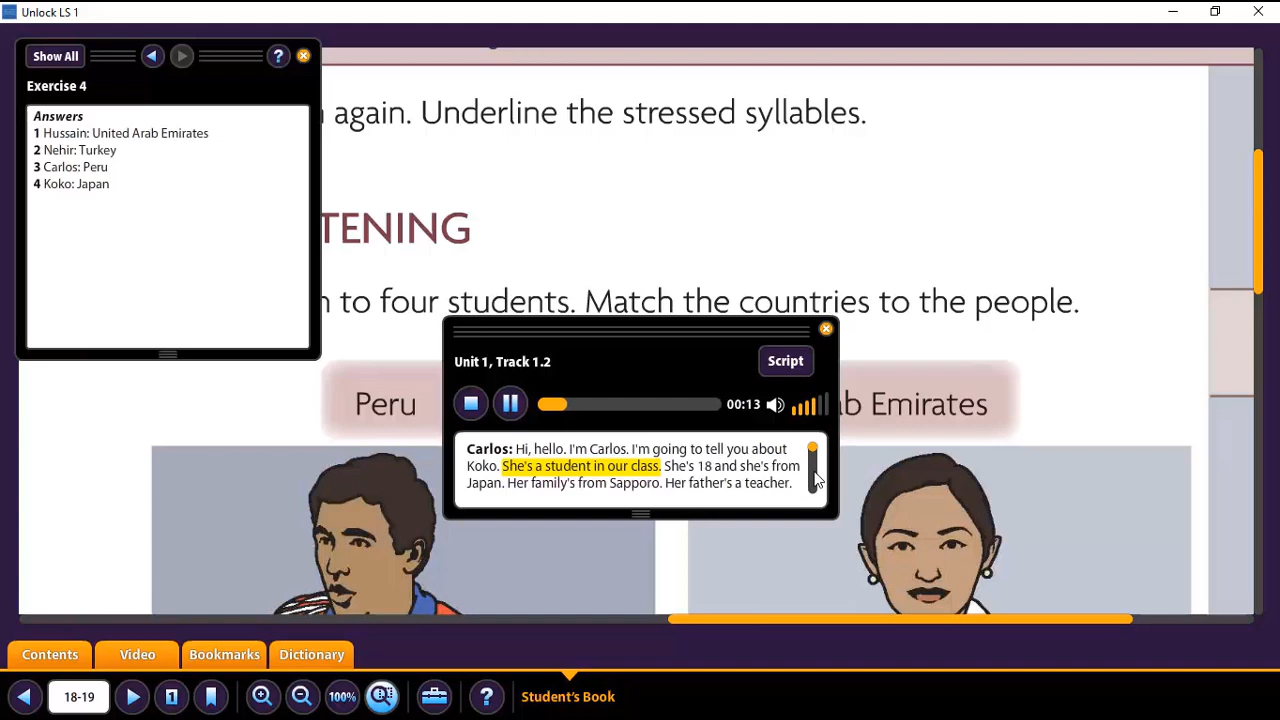 Unlock LS 1
Show All
?
Exercise 4
Answers
1 Hussain: United Arab Emirates
2 Nehir: Turkey
3 Carlos: Peru
4 Koko: Japan
again. Underline the stressed syllables.
TENING
to four students. Match the countries to the people.
Unit 1, Track 1.2
Script
00:13
Peru
Emirates
Carlos: Hi, hello. I'm Carlos. I'm going to tell you about
Koko. She's a student in our class. She's 18 and she's from
Japan. Her family's from Sapporo. Her father's a teacher.
Contents
Video
Bookmarks
Dictionary
18-19
1
100%
?
Student's Book